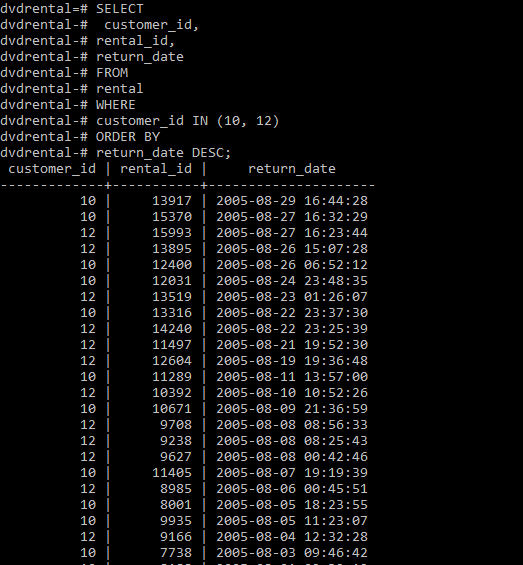 dvdrental=# SELECT
dvdrental-#  customer_id,
dvdrental-# rental_id,
dvdrental-# return_date
dvdrental-# FROM
dvdrental-# rental
dvdrental-# WHERE
dvdrental-# customer_id IN (10, 12)
dvdrental-# ORDER BY
dvdrental-# return_date DESC;
 customer_id | rental_id |     return_date
-------------+-----------+---------------------
          10 |     13917 | 2005-08-29 16:44:28
          10 |     15370 | 2005-08-27 16:32:29
          12 |     15993 | 2005-08-27 16:23:44
          12 |     13895 | 2005-08-26 15:07:28
          10 |     12400 | 2005-08-26 06:52:12
          10 |     12031 | 2005-08-24 23:48:35
          12 |     13519 | 2005-08-23 01:26:07
          10 |     13316 | 2005-08-22 23:37:30
          12 |     14240 | 2005-08-22 23:25:39
          12 |     11497 | 2005-08-21 19:52:30
          12 |     12604 | 2005-08-19 19:36:48
          10 |     11289 | 2005-08-11 13:57:00
          12 |     10392 | 2005-08-10 10:52:26
          10 |     10671 | 2005-08-09 21:36:59
          12 |      9708 | 2005-08-08 08:56:33
          12 |      9238 | 2005-08-08 08:25:43
          12 |      9627 | 2005-08-08 00:42:46
          10 |     11405 | 2005-08-07 19:19:39
          12 |      8985 | 2005-08-06 00:45:51
          10 |      8001 | 2005-08-05 18:23:55
          10 |      9935 | 2005-08-05 11:23:07
          12 |      9166 | 2005-08-04 12:32:28
          10 |      7738 | 2005-08-03 09:46:42